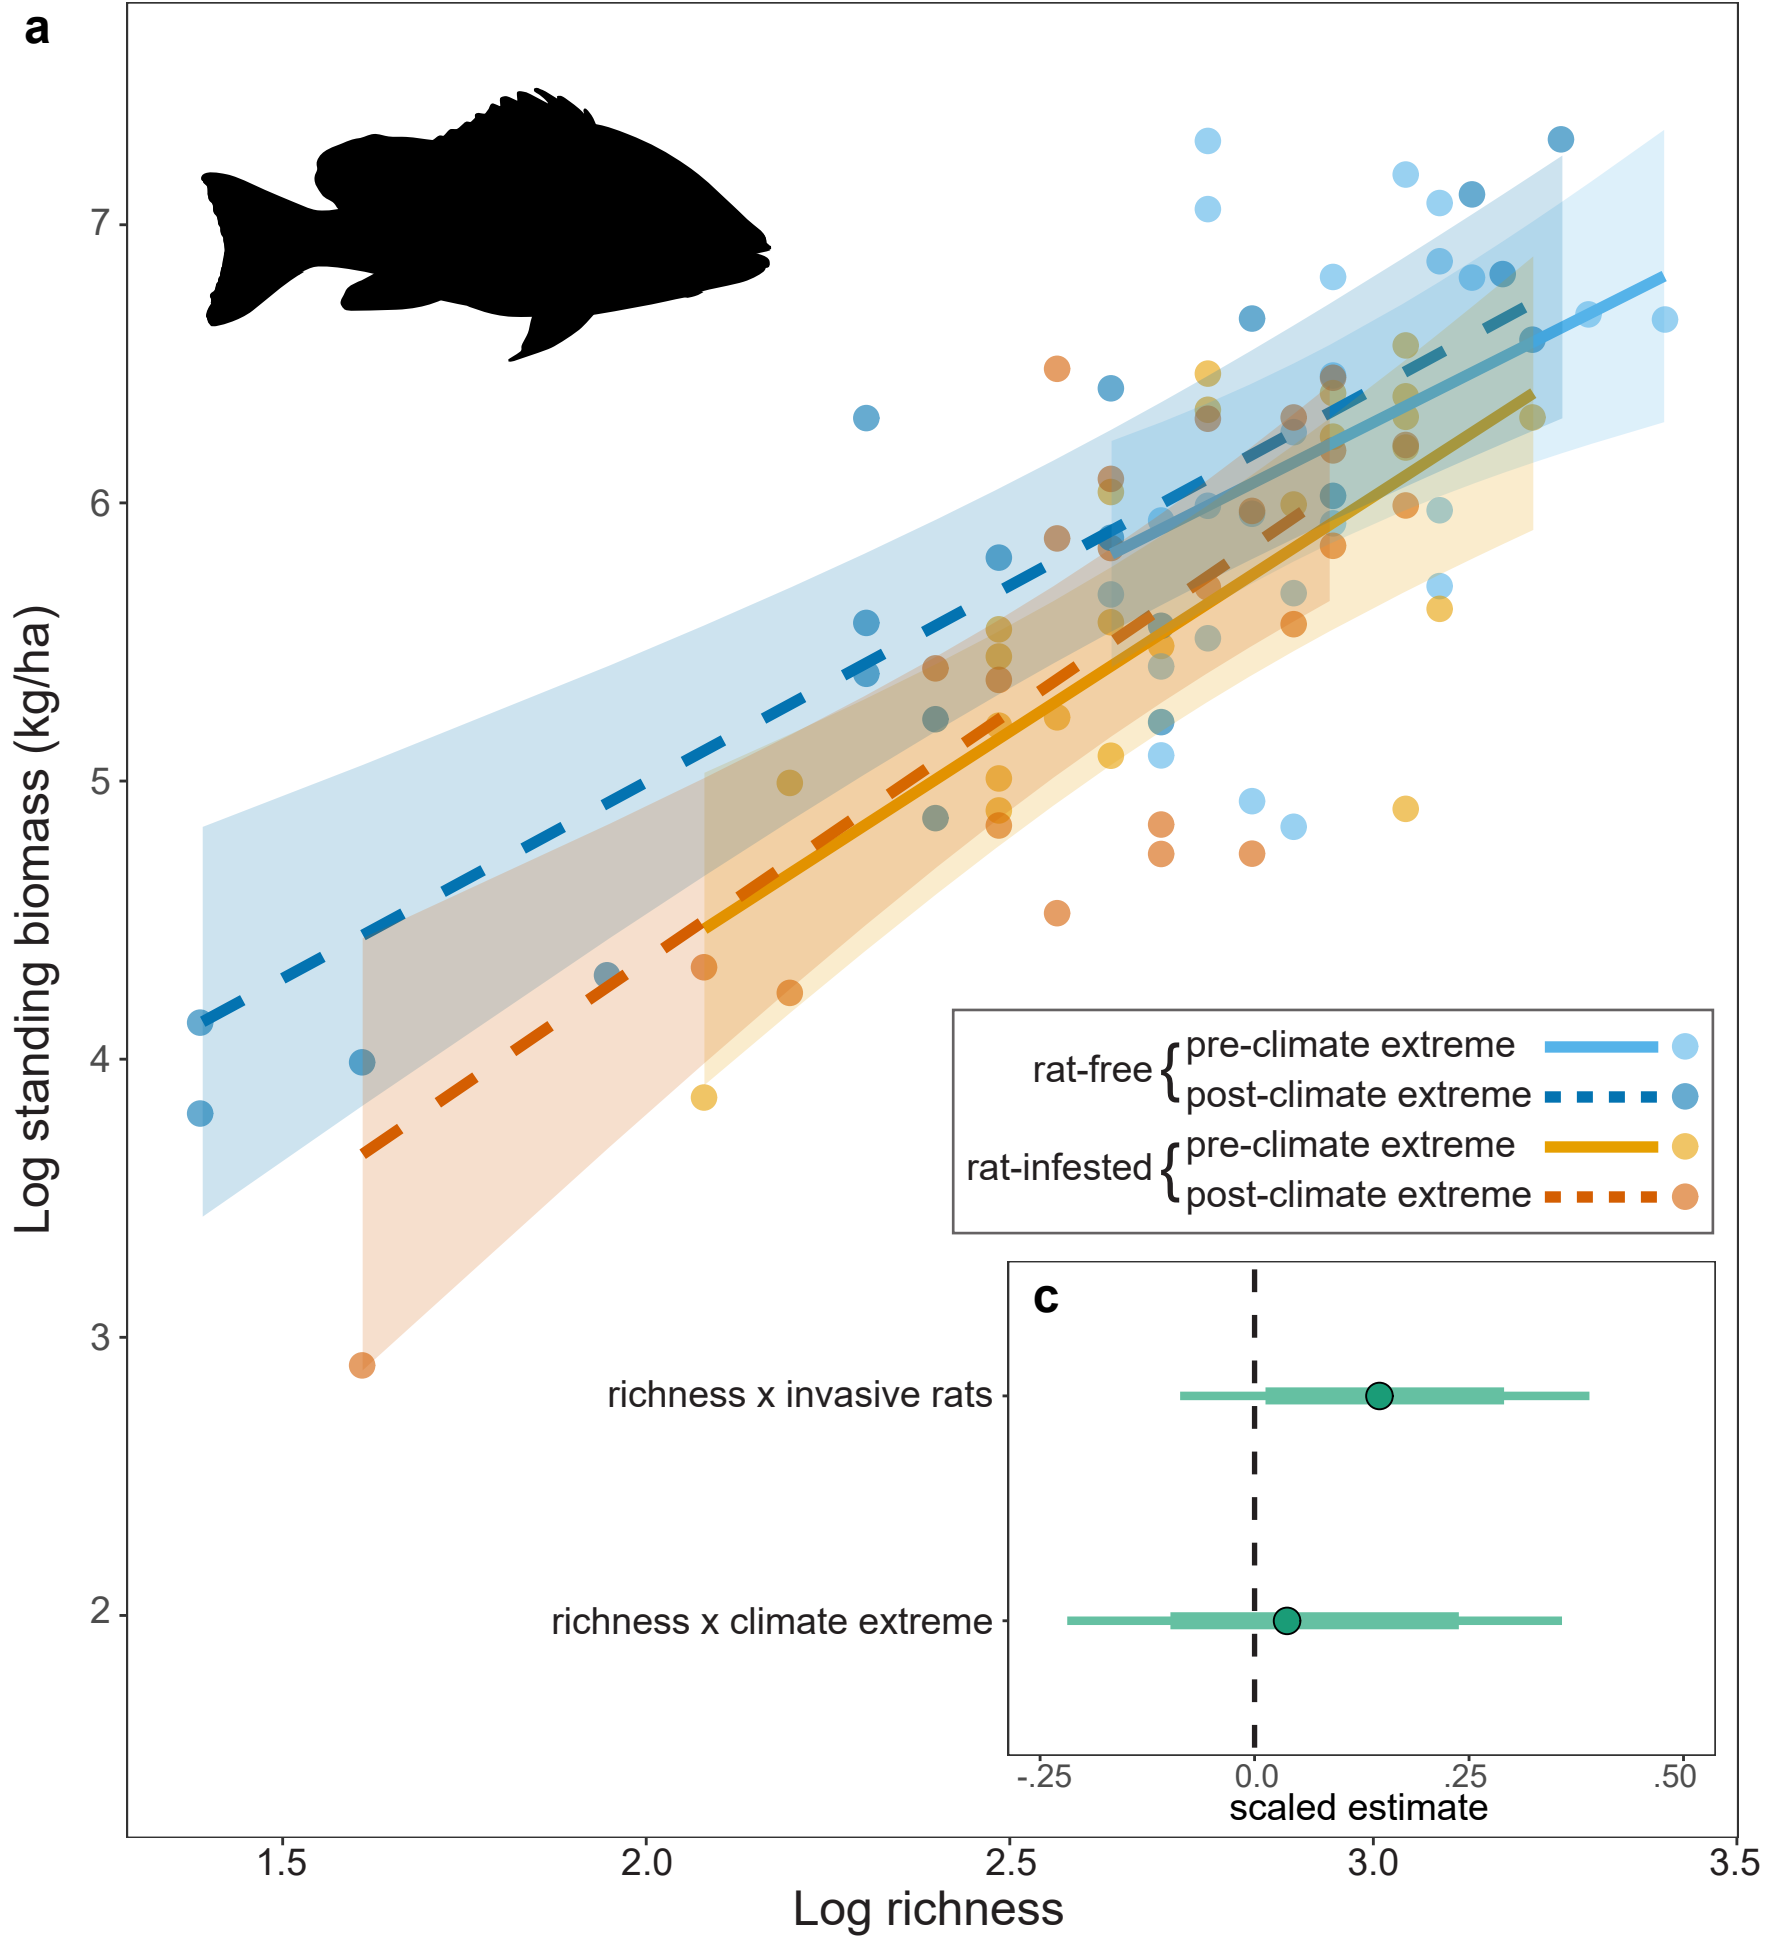 a
Log standing biomass (kg/ha)
7
6
5
4
3
2
rat-free { pre-climate extreme
post-climate extreme
rat-infested { pre-climate extreme
post-climate extreme
c
richness x invasive rats
richness x climate extreme
-.25 0.0 .25 .50
scaled estimate
1.5 2.0 2.5 3.0 3.5
Log richness